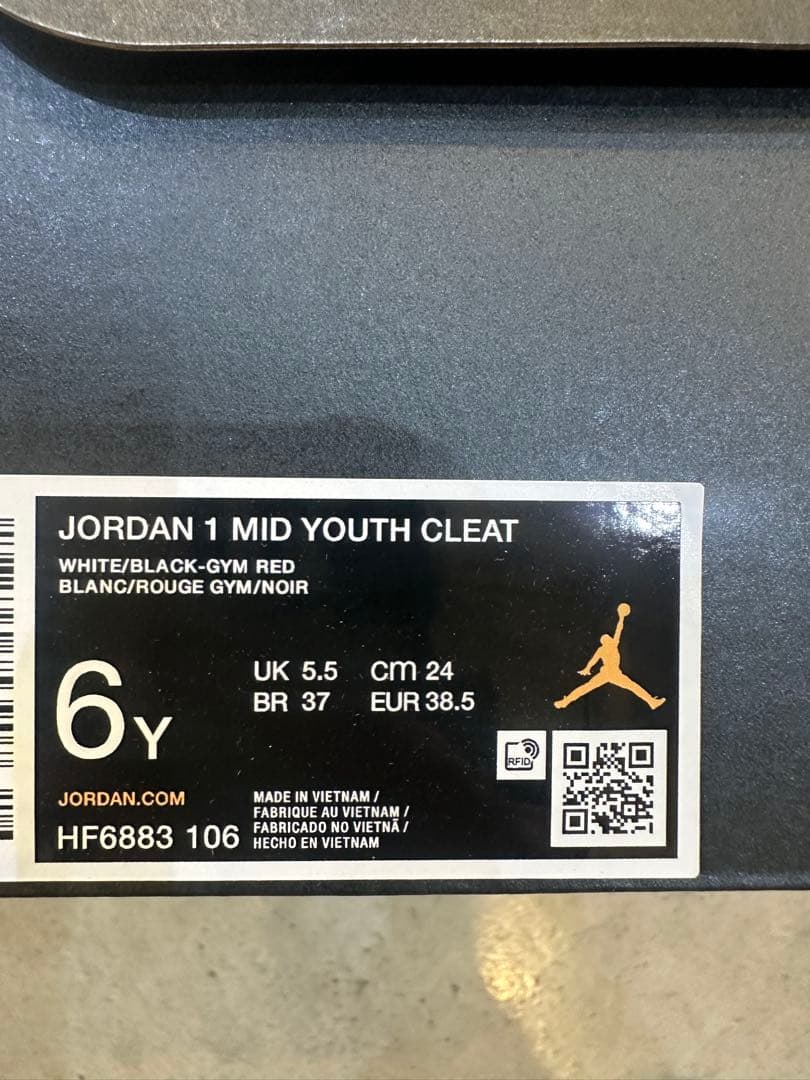 JORDAN 1 MID YOUTH CLEAT
WHITE/BLACK-GYM RED
BLANC/ROUGE GYM/NOIR
6Y
UK 5.5 cm 24
BR 37 EUR 38.5
RFID
JORDAN.COM
HF6883 106
MADE IN VIETNAM /
FABRIQUE AU VIETNAM /
FABRICADO NO VIETNÃ /
HECHO EN VIETNAM